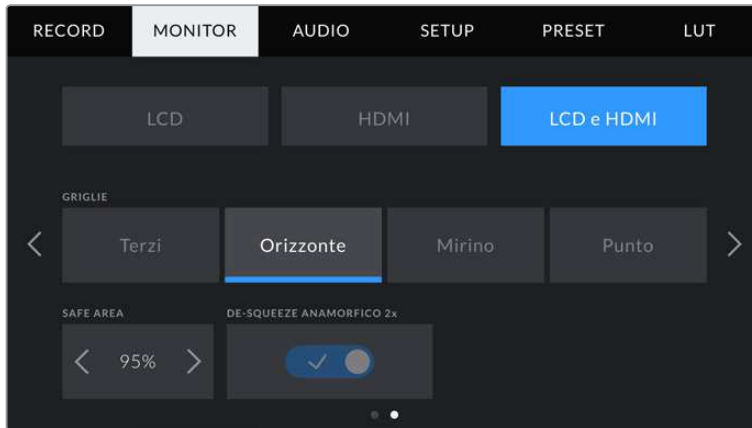 RECORD MONITOR AUDIO SETUP PRESET LUT
LCD HDMI LCD e HDMI
GRIGLIE
Terzi Orizzonte Mirino Punto
SAFE AREA DE-SQUEEZE ANAMORFICO 2x
95%